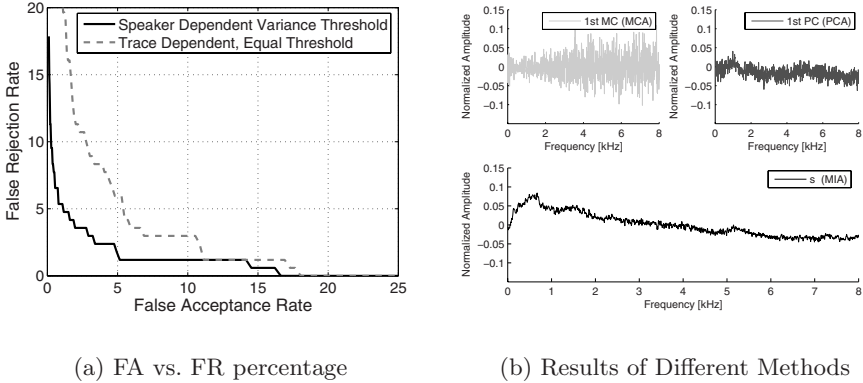 Speaker Dependent Variance Threshold
Trace Dependent, Equal Threshold
False Rejection Rate
20
15
10
5
0
0 5 10 15 20 25
False Acceptance Rate
(a) FA vs. FR percentage
1st MC (MCA)
Normalized Amplitude
0.15
0.1
0.05
0
-0.05
-0.1
0 2 4 6 8
Frequency [kHz]
1st PC (PCA)
Normalized Amplitude
0.15
0.1
0.05
0
-0.05
-0.1
0 2 4 6 8
Frequency [kHz]
s (MIA)
Normalized Amplitude
0.15
0.1
0.05
0
-0.05
-0.1
0 1 2 3 4 5 6 7 8
Frequency [kHz]
(b) Results of Different Methods